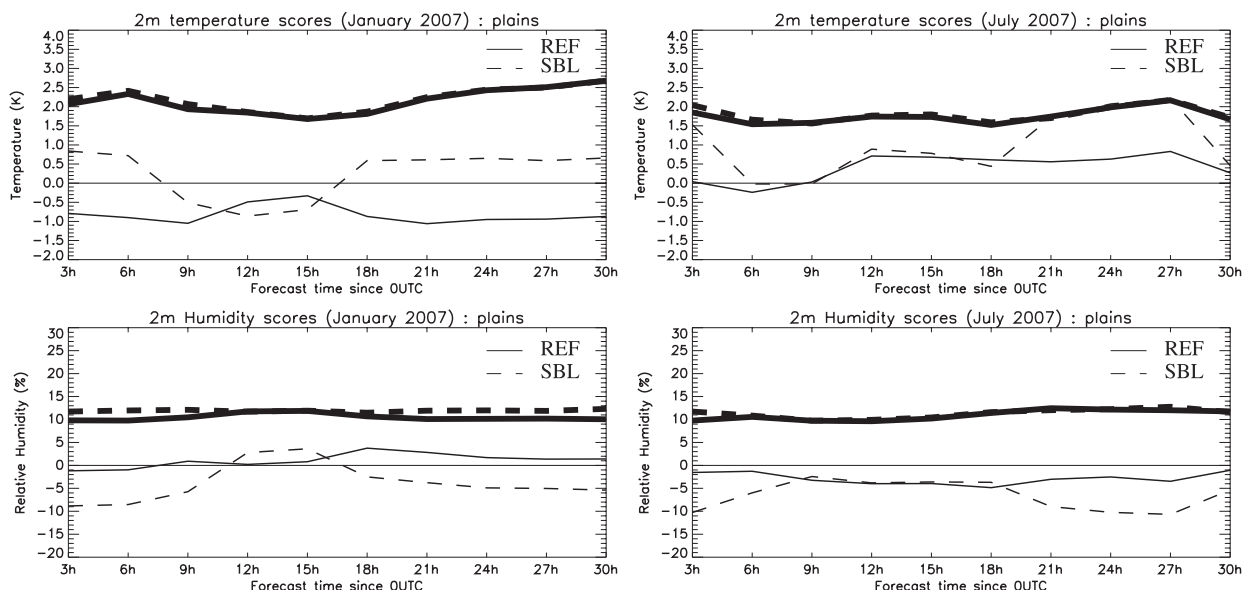 2m temperature scores (January 2007) : plains
REF
SBL
Temperature (K)
4.0
3.5
3.0
2.5
2.0
1.5
1.0
0.5
0.0
−0.5
−1.0
−1.5
−2.0
3h 6h 9h 12h 15h 18h 21h 24h 27h 30h
Forecast time since 0UTC
2m temperature scores (July 2007) : plains
REF
SBL
Temperature (K)
4.0
3.5
3.0
2.5
2.0
1.5
1.0
0.5
0.0
−0.5
−1.0
−1.5
−2.0
3h 6h 9h 12h 15h 18h 21h 24h 27h 30h
Forecast time since 0UTC
2m Humidity scores (January 2007) : plains
REF
SBL
Relative Humidity (%)
30
25
20
15
10
5
0
−5
−10
−15
−20
3h 6h 9h 12h 15h 18h 21h 24h 27h 30h
Forecast time since 0UTC
2m Humidity scores (July 2007) : plains
REF
SBL
Relative Humidity (%)
30
25
20
15
10
5
0
−5
−10
−15
−20
3h 6h 9h 12h 15h 18h 21h 24h 27h 30h
Forecast time since 0UTC